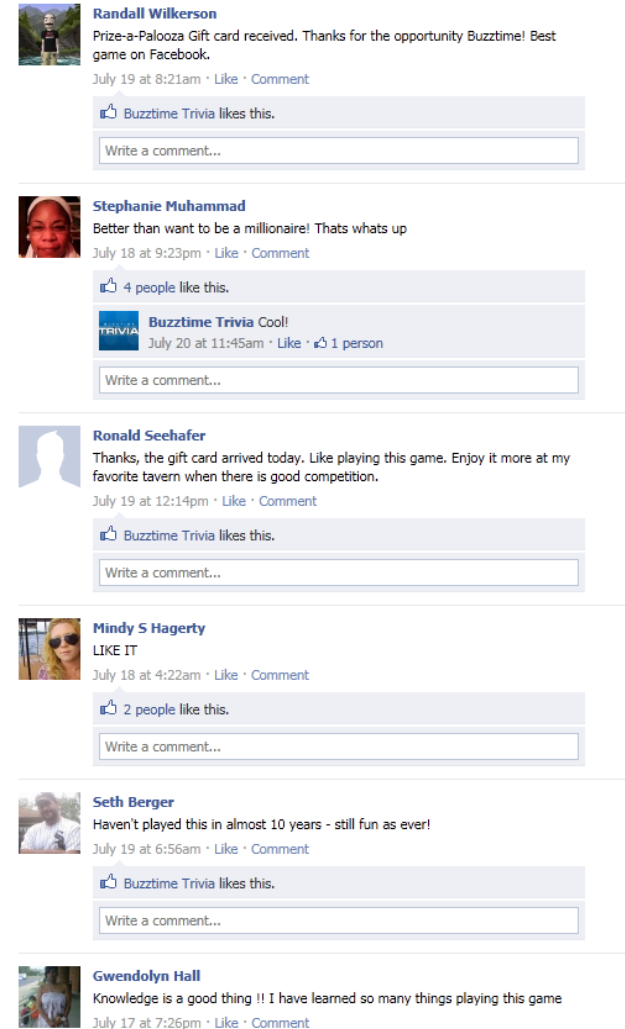 Randall Wilkerson
Prize-a-Palooza Gift card received. Thanks for the opportunity Buzztime! Best
game on Facebook.
July 19 at 8:21am · Like · Comment
Buzztime Trivia likes this.
Write a comment...
Stephanie Muhammad
Better than want to be a millionaire! Thats whats up
July 18 at 9:23pm · Like · Comment
4 people like this.
TRIVIA
Buzztime Trivia Cool!
July 20 at 11:45am · Like · 1 person
Write a comment...
Ronald Seehafer
Thanks, the gift card arrived today. Like playing this game. Enjoy it more at my
favorite tavern when there is good competition.
July 19 at 12:14pm · Like · Comment
Buzztime Trivia likes this.
Write a comment...
Mindy S Hagerty
LIKE IT
July 18 at 4:22am · Like · Comment
2 people like this.
Write a comment...
Seth Berger
Haven't played this in almost 10 years - still fun as ever!
July 19 at 6:56am · Like · Comment
Buzztime Trivia likes this.
Write a comment...
Gwendolyn Hall
Knowledge is a good thing !! I have learned so many things playing this game
July 17 at 7:26pm · Like · Comment